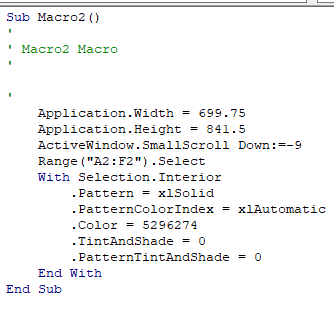 Sub Macro2()
'
' Macro2 Macro
'

'
    Application.Width = 699.75
    Application.Height = 841.5
    ActiveWindow.SmallScroll Down:=-9
    Range("A2:F2").Select
    With Selection.Interior
        .Pattern = xlSolid
        .PatternColorIndex = xlAutomatic
        .Color = 5296274
        .TintAndShade = 0
        .PatternTintAndShade = 0
    End With
End Sub